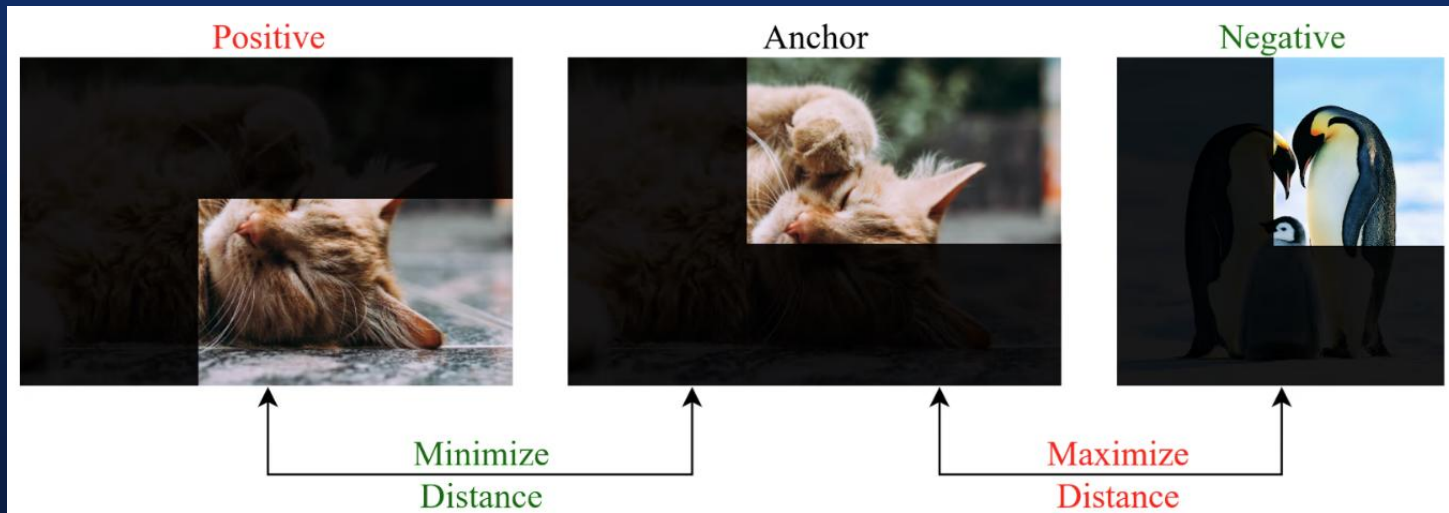 Positive
Anchor
Negative
Minimize
Distance
Maximize
Distance